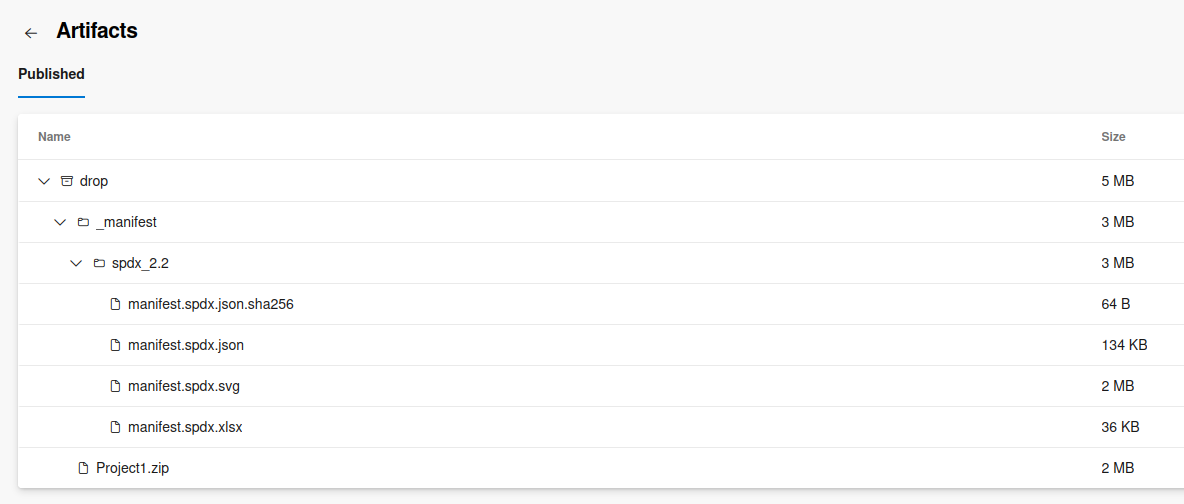 Artifacts
Published
Name Size
drop 5 MB
_manifest 3 MB
spdx_2.2 3 MB
manifest.spdx.json.sha256 64 B
manifest.spdx.json 134 KB
manifest.spdx.svg 2 MB
manifest.spdx.xlsx 36 KB
Project1.zip 2 MB